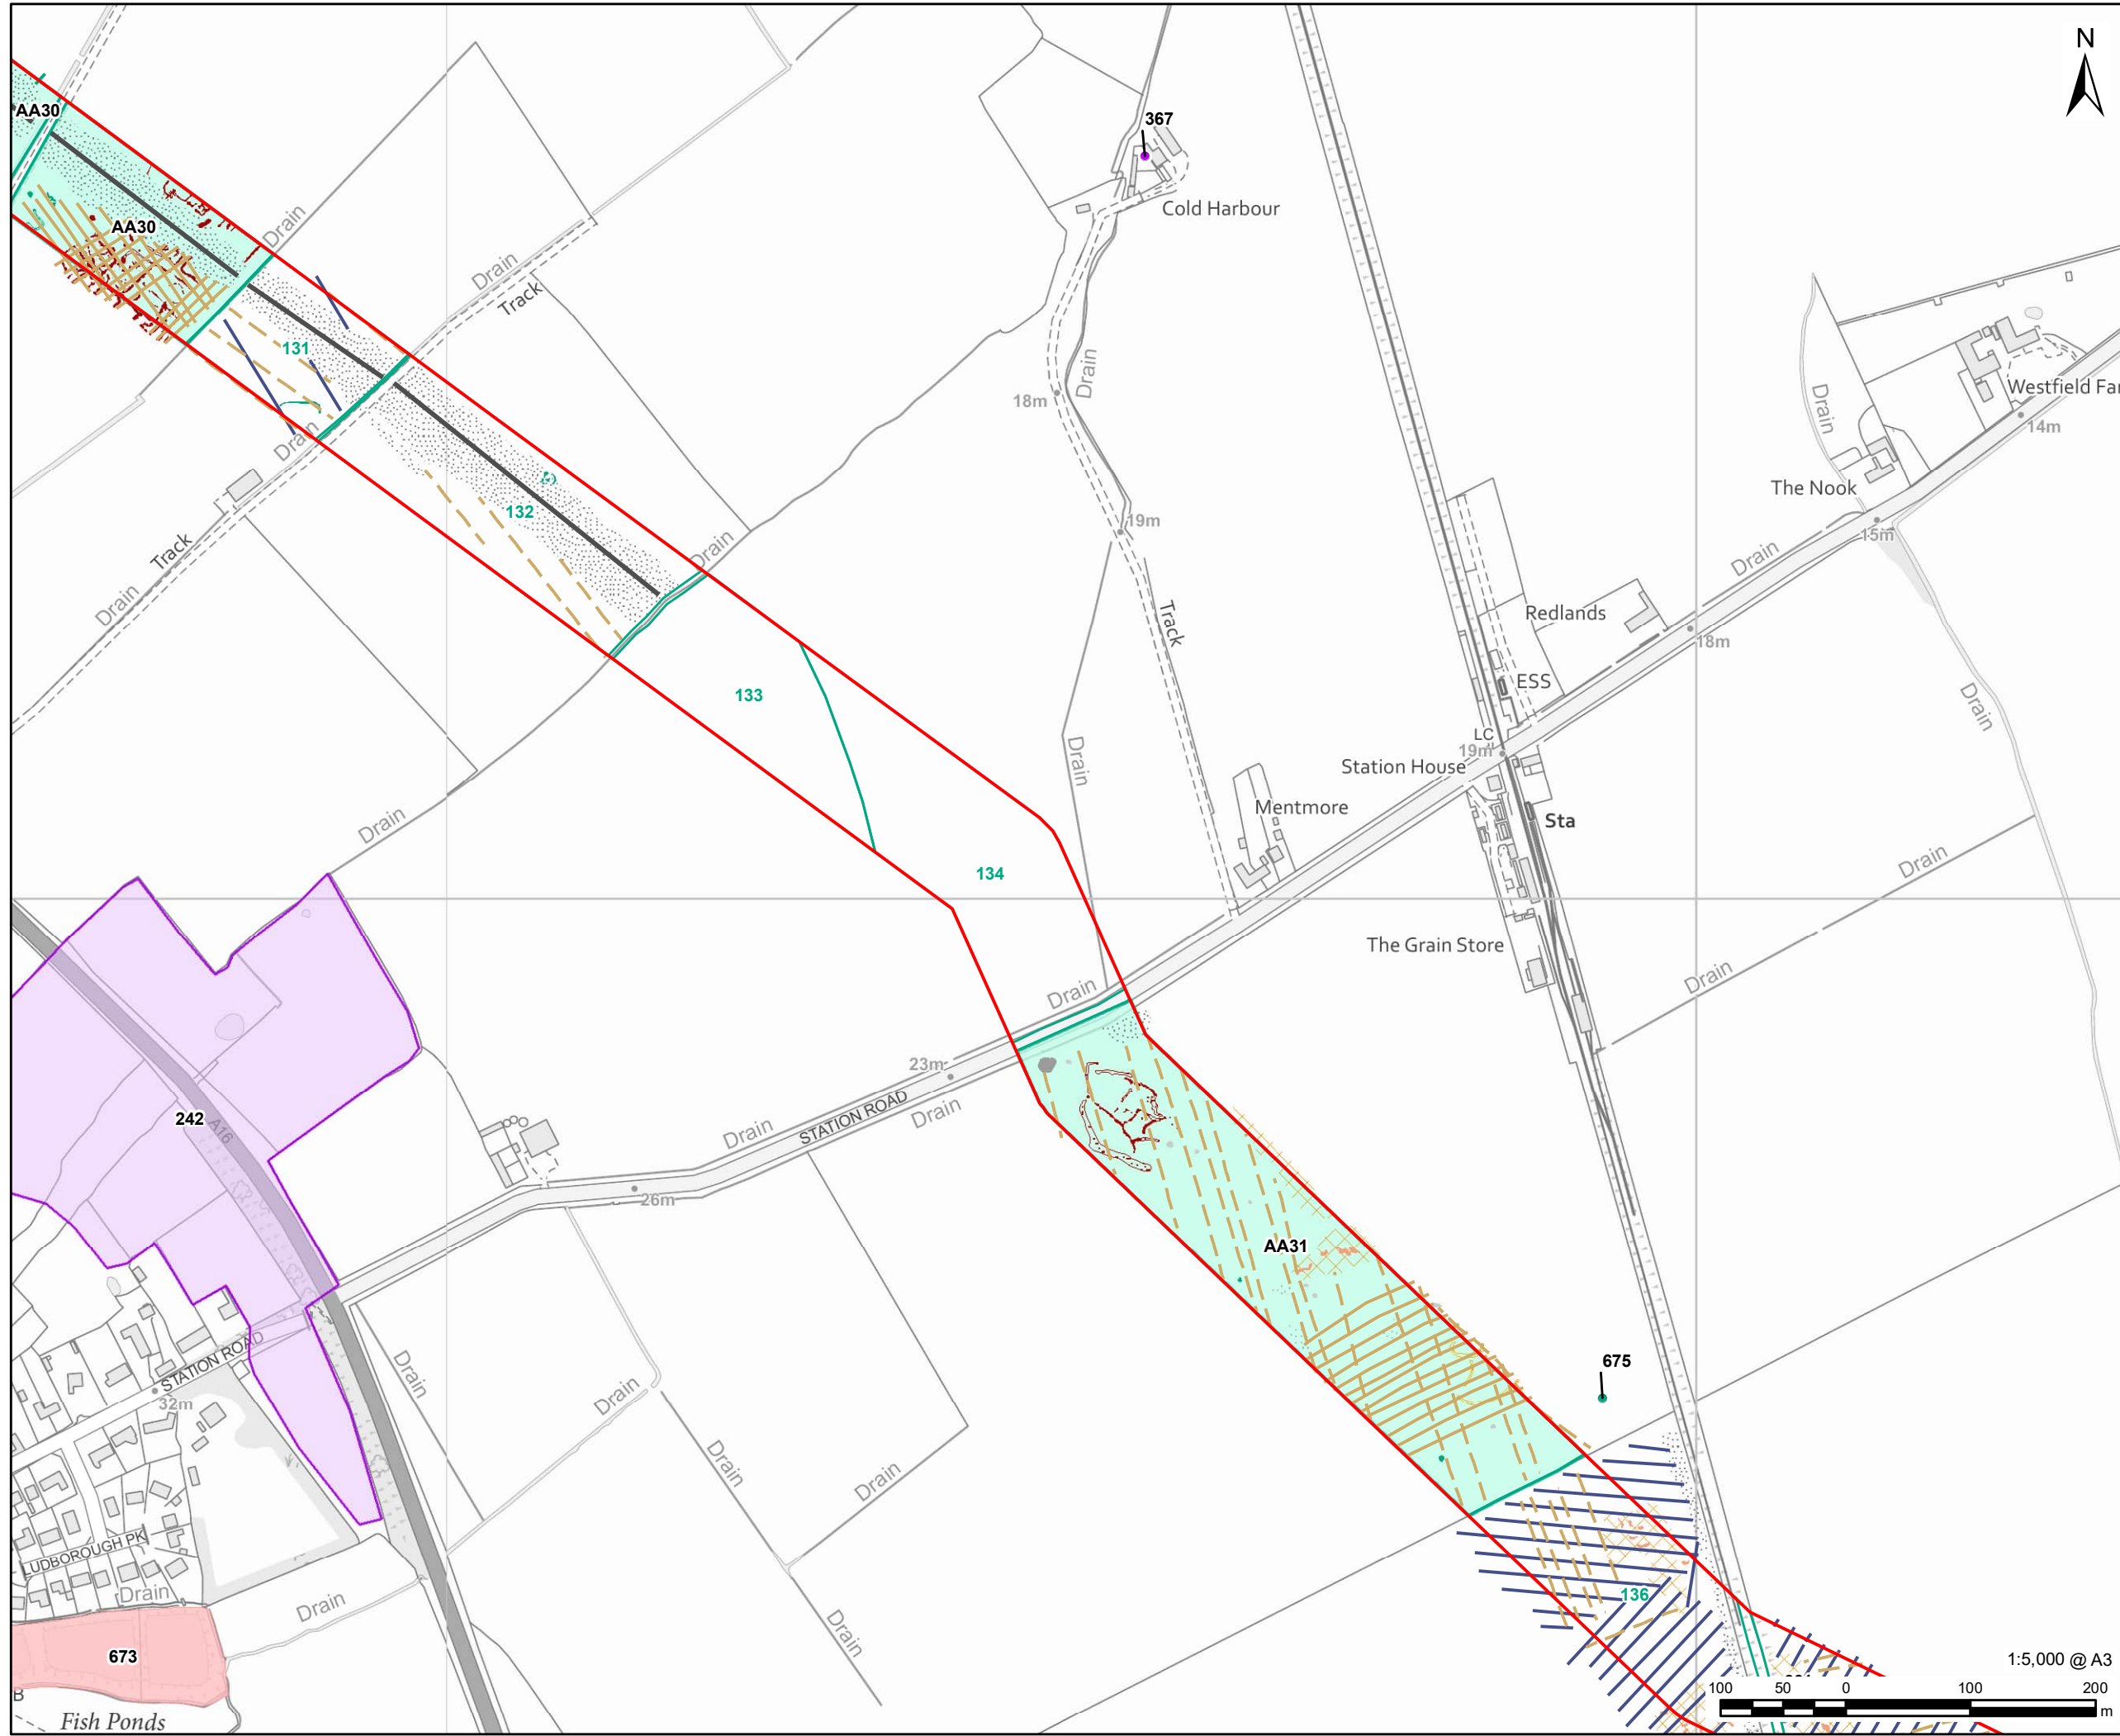 N
AA30
367
Cold Harbour
AA30
Drain
Drain
Track
131
Drain
18m
Drain
Westfield Far
14m
Drain
The Nook
15m
132
19m
Drain
Track
Drain
Drain
Drain
Track
Redlands
18m
ESS
133
LC
19m
Station House
Drain
Drain
Mentmore
Sta
Drain
134
Drain
The Grain Store
Drain
Drain
23m
STATION ROAD
Drain
Drain
242
A16
26m
AA31
675
STATION ROAD
32m
Drain
Drain
Drain
Drain
LUDBOROUGH PK
Drain
Drain
Drain
136
673
B
Fish Ponds
1:5,000 @ A3
100 50 0 100 200
m